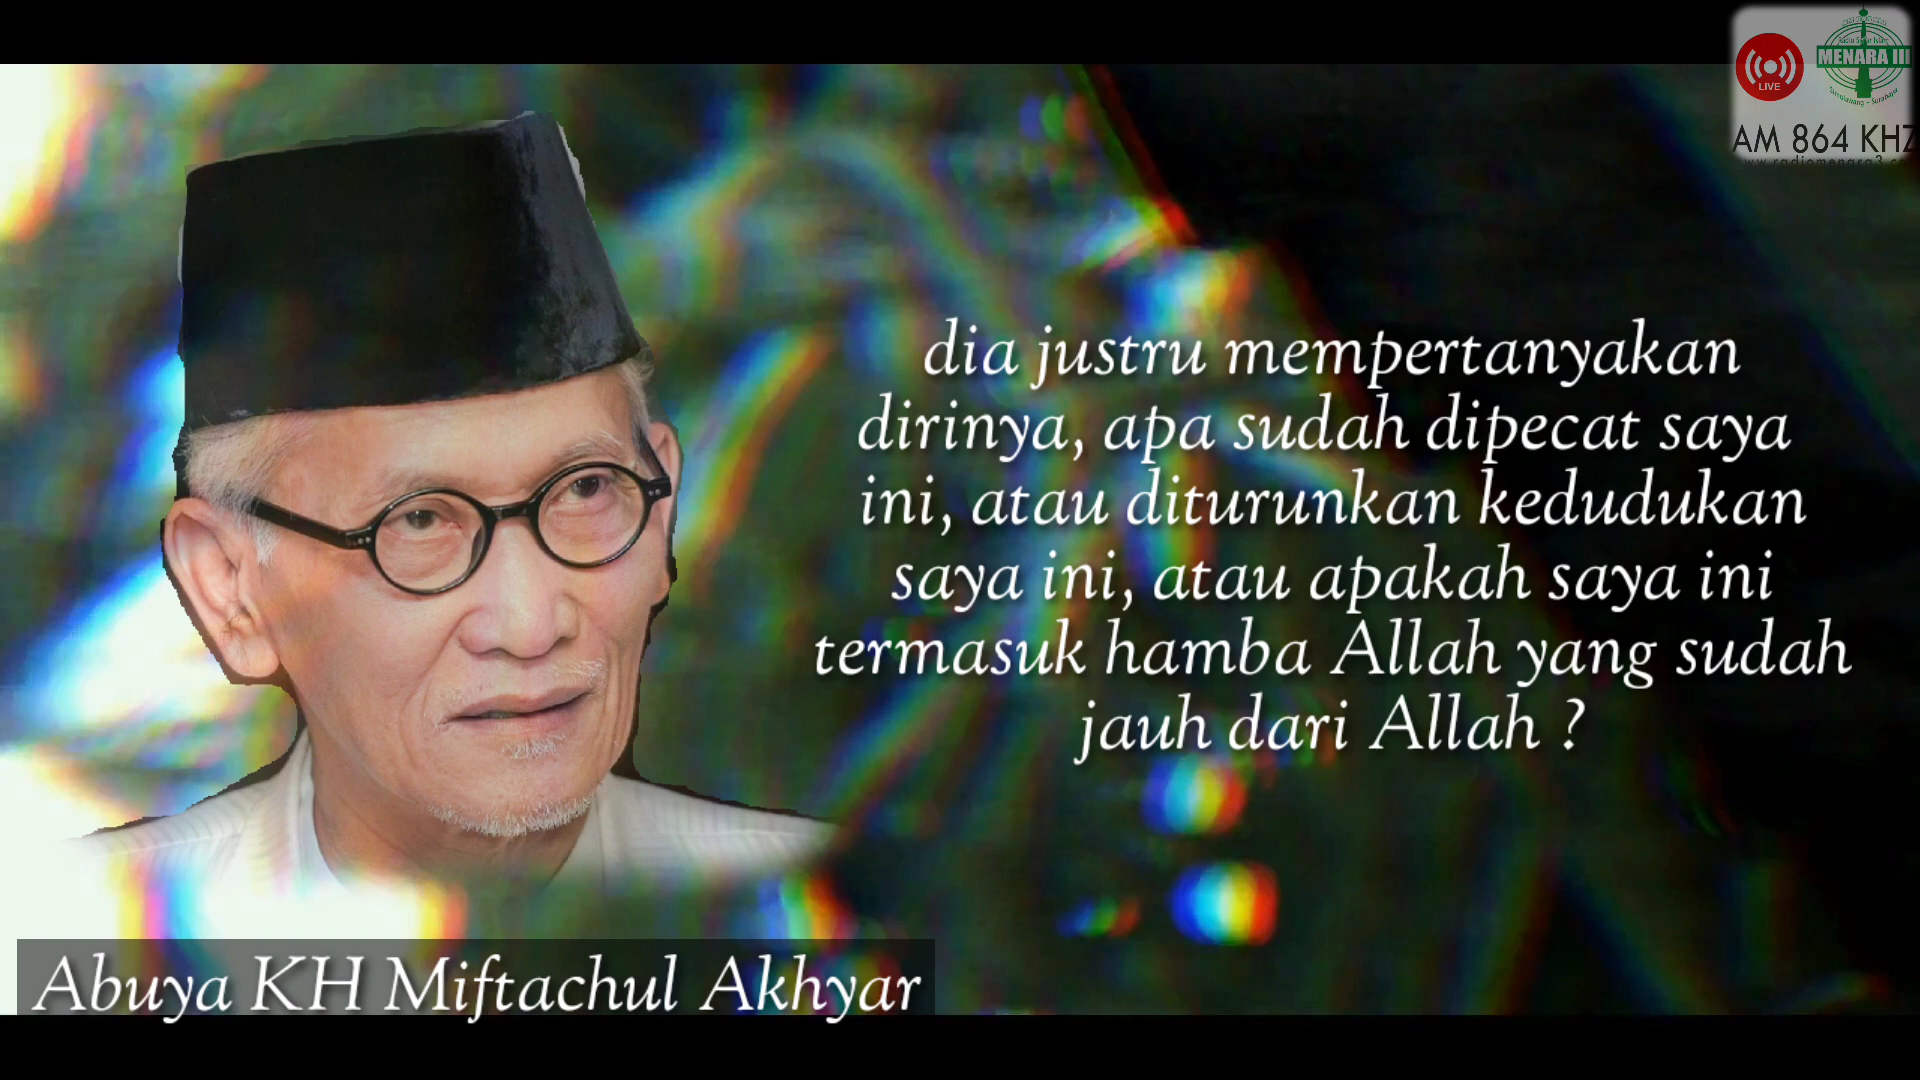 LIVE
MENARA III
AM 864 KHZ
dia justru mempertanyakan
dirinya, apa sudah dipecat saya
ini, atau diturunkan kedudukan
saya ini, atau apakah saya ini
termasuk hamba Allah yang sudah
jauh dari Allah ?
Abuya KH Miftachul Akhyar